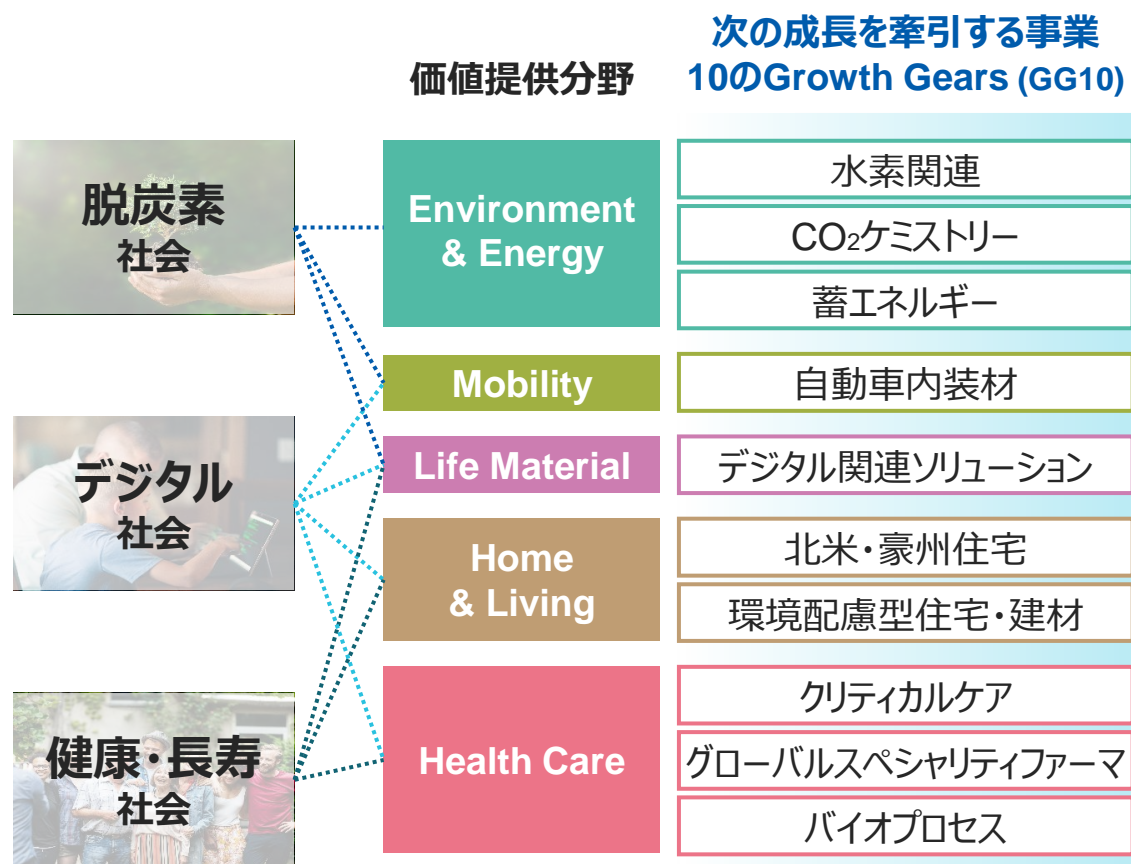 価値提供分野
次の成長を牽引する事業
10のGrowth Gears (GG10)
脱炭素
社会
デジタル
社会
健康・長寿
社会
Environment
& Energy
水素関連
CO₂ケミストリー
蓄エネルギー
Mobility
自動車内装材
Life Material
デジタル関連ソリューション
Home
& Living
北米・豪州住宅
環境配慮型住宅・建材
Health Care
クリティカルケア
グローバルスペシャリティファーマ
バイオプロセス